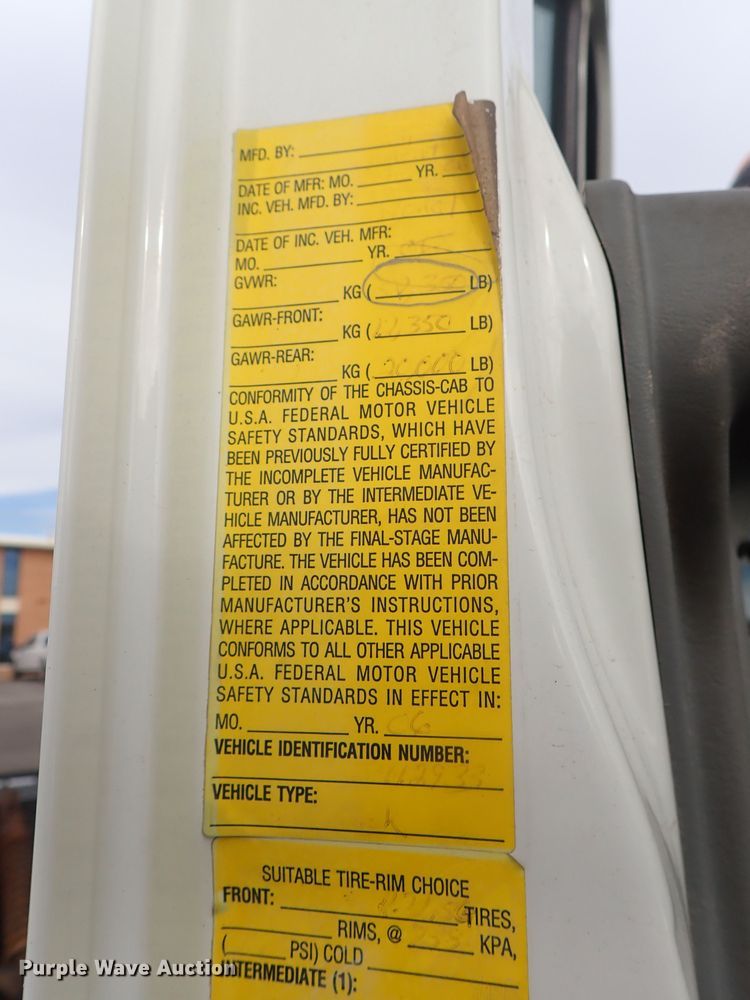 MFD. BY:
DATE OF MFR: MO. YR.
INC. VEH. MFD. BY:
DATE OF INC. VEH. MFR:
MO. YR.
GVWR:
KG ( LB)
GAWR-FRONT:
KG ( 12,350 LB)
GAWR-REAR:
KG ( 20,000 LB)
CONFORMITY OF THE CHASSIS-CAB TO
U.S.A. FEDERAL MOTOR VEHICLE
SAFETY STANDARDS, WHICH HAVE
BEEN PREVIOUSLY FULLY CERTIFIED BY
THE INCOMPLETE VEHICLE MANUFAC-
TURER OR BY THE INTERMEDIATE VE-
HICLE MANUFACTURER, HAS NOT BEEN
AFFECTED BY THE FINAL-STAGE MANU-
FACTURE. THE VEHICLE HAS BEEN COM-
PLETED IN ACCORDANCE WITH PRIOR
MANUFACTURER'S INSTRUCTIONS,
WHERE APPLICABLE. THIS VEHICLE
CONFORMS TO ALL OTHER APPLICABLE
U.S.A. FEDERAL MOTOR VEHICLE
SAFETY STANDARDS IN EFFECT IN:
MO. YR. 06
VEHICLE IDENTIFICATION NUMBER:
VEHICLE TYPE:
SUITABLE TIRE-RIM CHOICE
FRONT: TIRES,
RIMS, @ KPA,
( PSI) COLD
INTERMEDIATE (1):
Purple Wave Auction